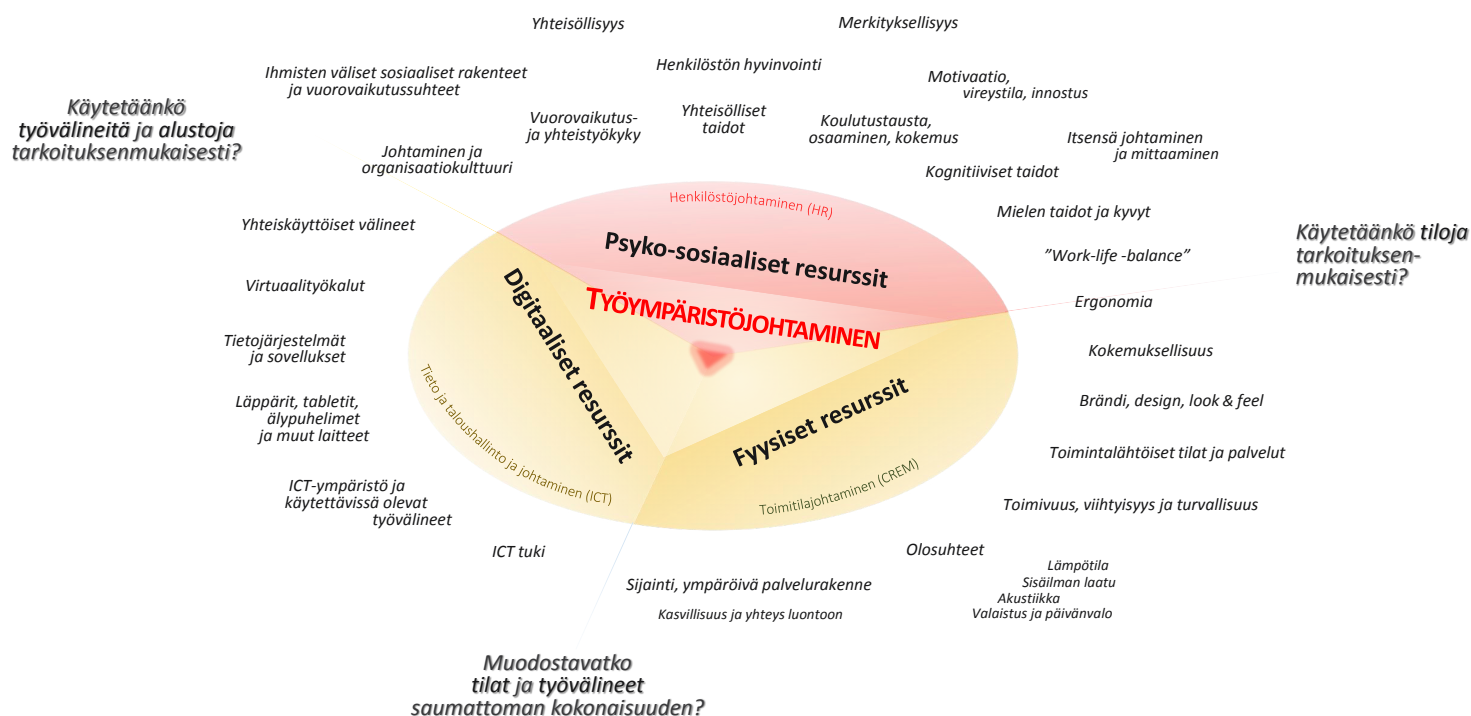 Yhteisöllisyys
Merkityksellisyys
Ihmisten väliset sosiaaliset rakenteet
ja vuorovaikutussuhteet
Henkilöstön hyvinvointi
Motivaatio,
vireystila, innostus
Käytetäänkö
työvälineitä ja alustoja
tarkoituksenmukaisesti?
Vuorovaikutus-
ja yhteistyökyky
Yhteisölliset
taidot
Koulutustausta,
osaaminen, kokemus
Itsensä johtaminen
ja mittaaminen
Johtaminen ja
organisaatiokulttuuri
Kognitiiviset taidot
Henkilöstöjohtaminen (HR)
Yhteiskäyttöiset välineet
Mielen taidot ja kyvyt
Psyko-sosiaaliset resurssit
”Work-life -balance”
Käytetäänkö tiloja
tarkoituksen-
mukaisesti?
Virtuaalityökalut
Digitaaliset resurssit
TYÖYMPÄRISTÖJOHTAMINEN
Ergonomia
Tietojärjestelmät
ja sovellukset
Kokemuksellisuus
Läppärit, tabletit,
älypuhelimet
ja muut laitteet
Tieto ja taloushallinto ja johtaminen (ICT)
Fyysiset resurssit
Brändi, design, look & feel
Toimintalähtöiset tilat ja palvelut
ICT-ympäristö ja
käytettävissä olevat
työvälineet
Toimitilajohtaminen (CREM)
Toimivuus, viihtyisyys ja turvallisuus
ICT tuki
Olosuhteet
Lämpötila
Sisäilman laatu
Akustiikka
Valaistus ja päivänvalo
Sijainti, ympäröivä palvelurakenne
Kasvillisuus ja yhteys luontoon
Muodostavatko
tilat ja työvälineet
saumattoman kokonaisuuden?